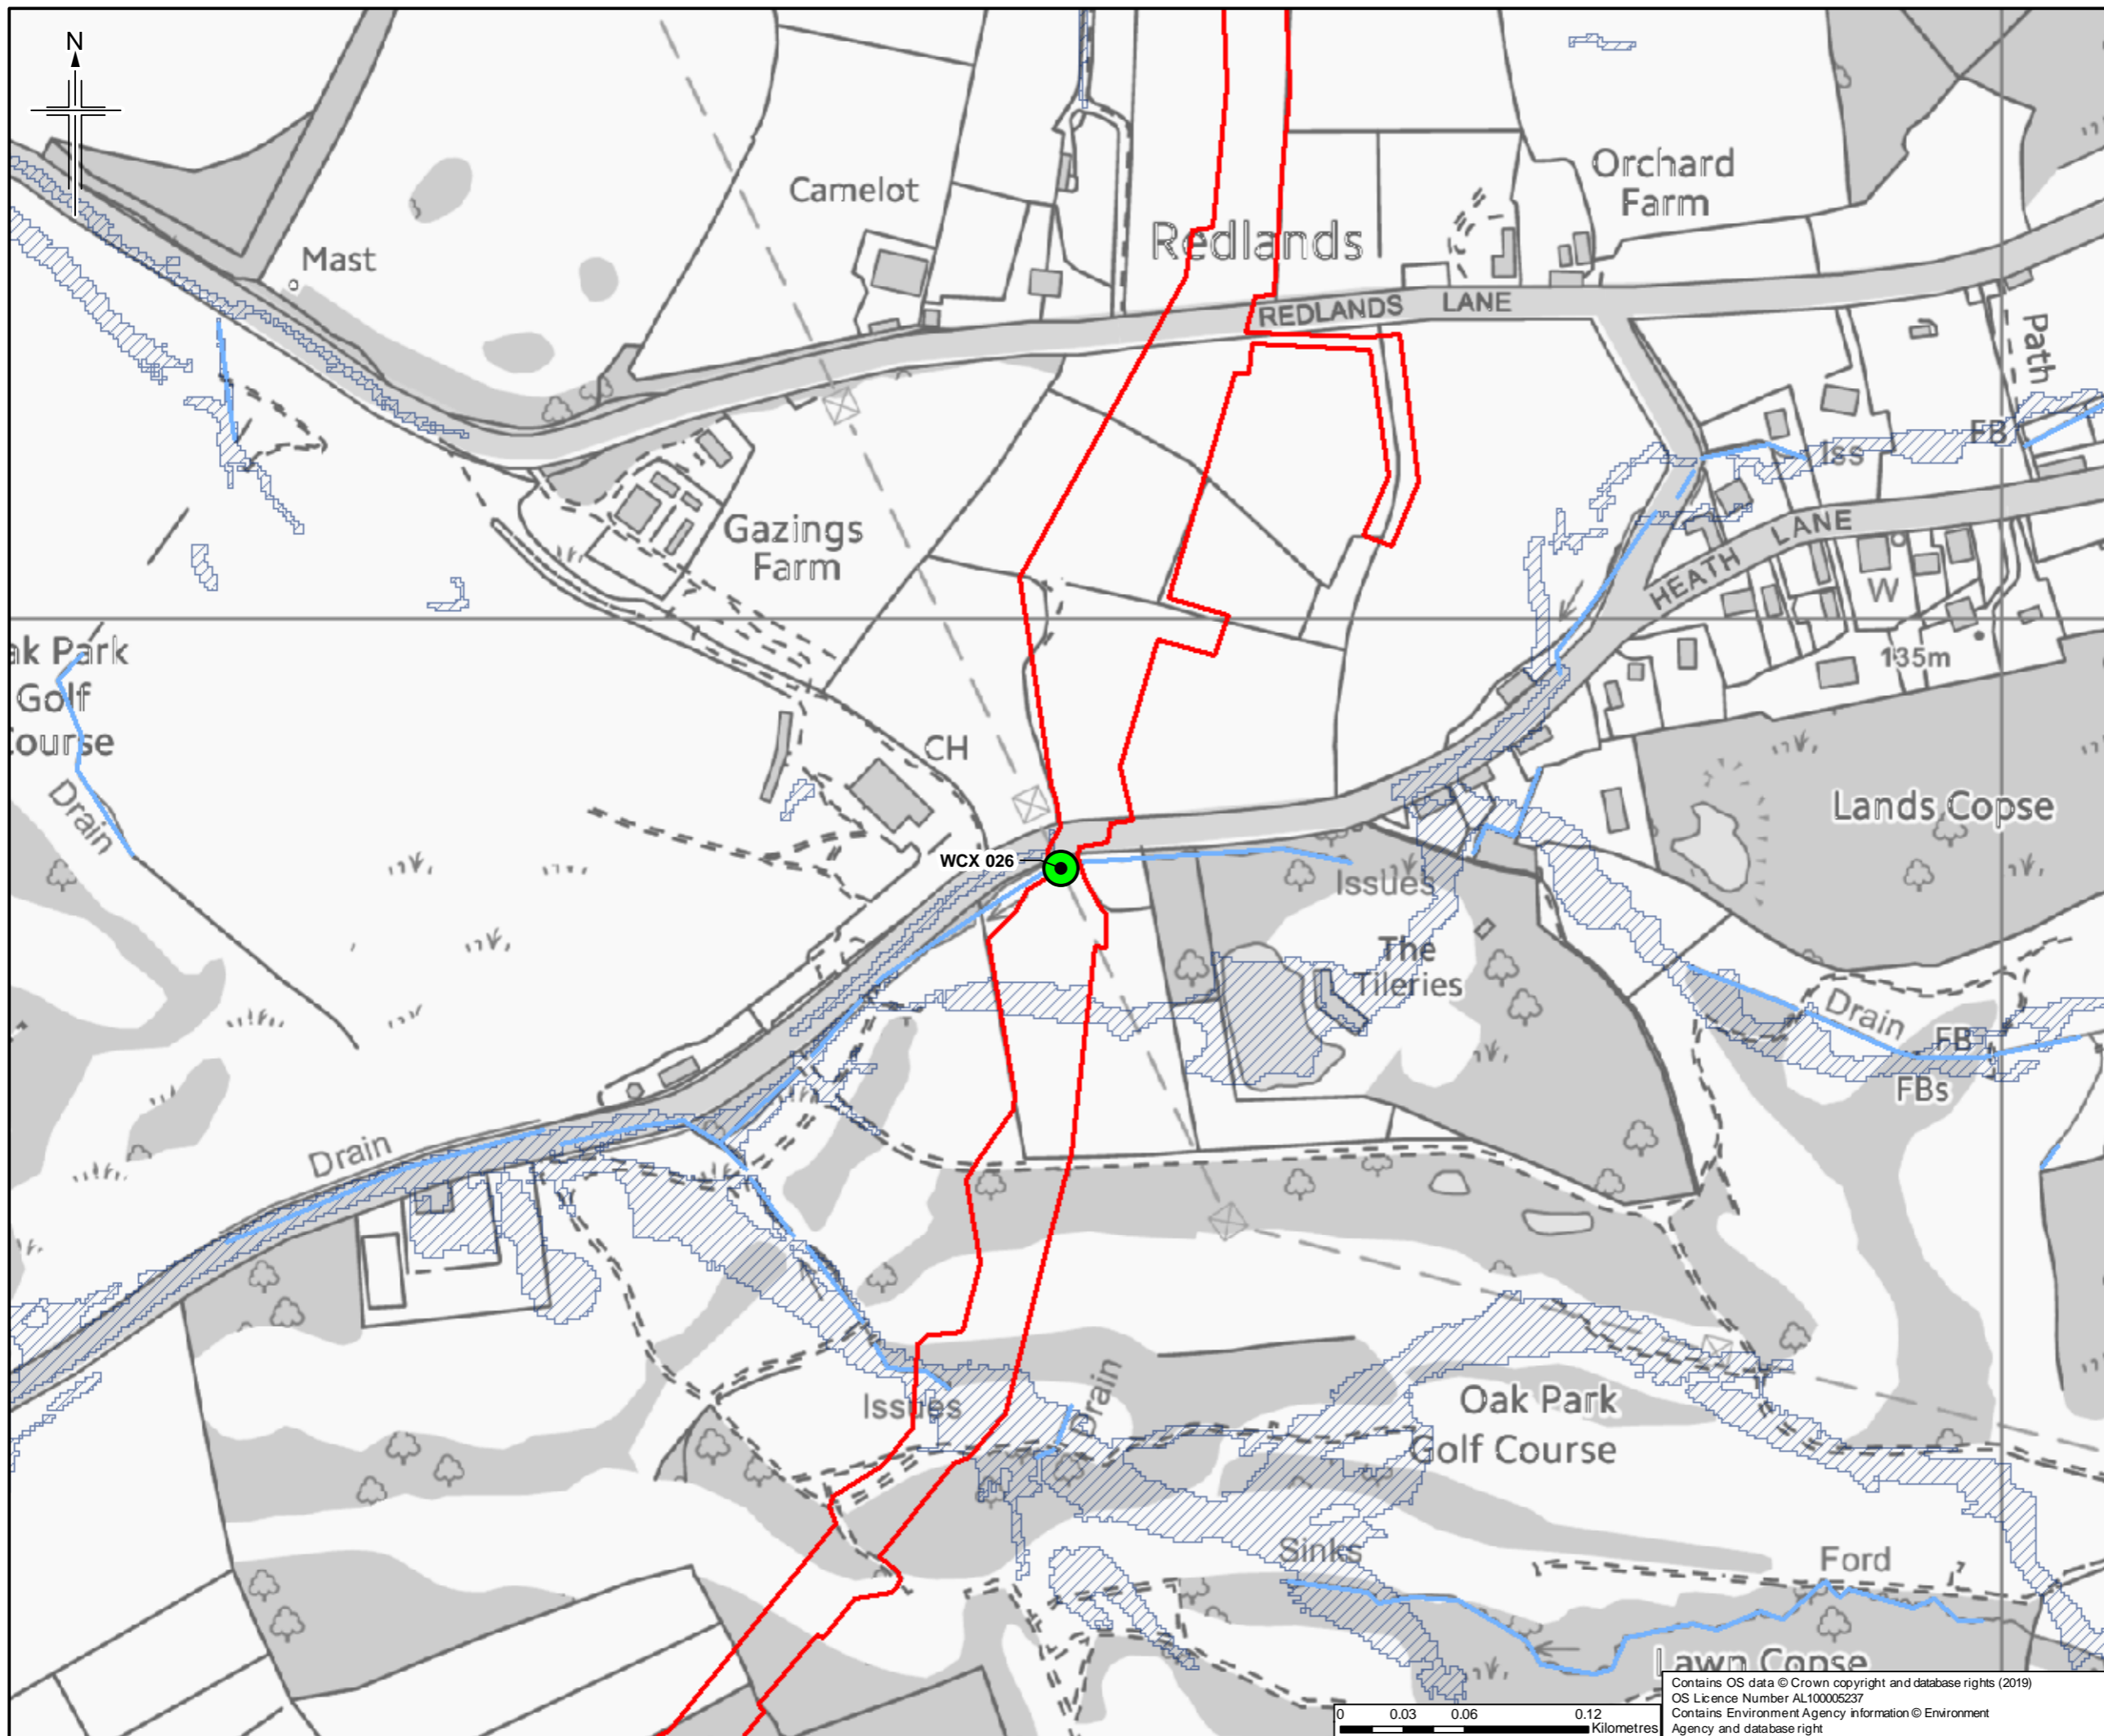 N
Camelot
Orchard
Farm
Mast
Redlands
REDLANDS LANE
Path
FB
Iss
Gazings
Farm
HEATH LANE
W
ak Park
Golf
ourse
135m
CH
Drain
Lands Copse
WCX 026
Issues
The
Tileries
Drain
FB
FBs
Drain
Issues
Drain
Oak Park
Golf Course
Sinks
Ford
Lawn Copse
0 0.03 0.06 0.12
Kilometres
Contains OS data © Crown copyright and database rights (2019)
OS Licence Number AL100005237
Contains Environment Agency information © Environment
Agency and database right